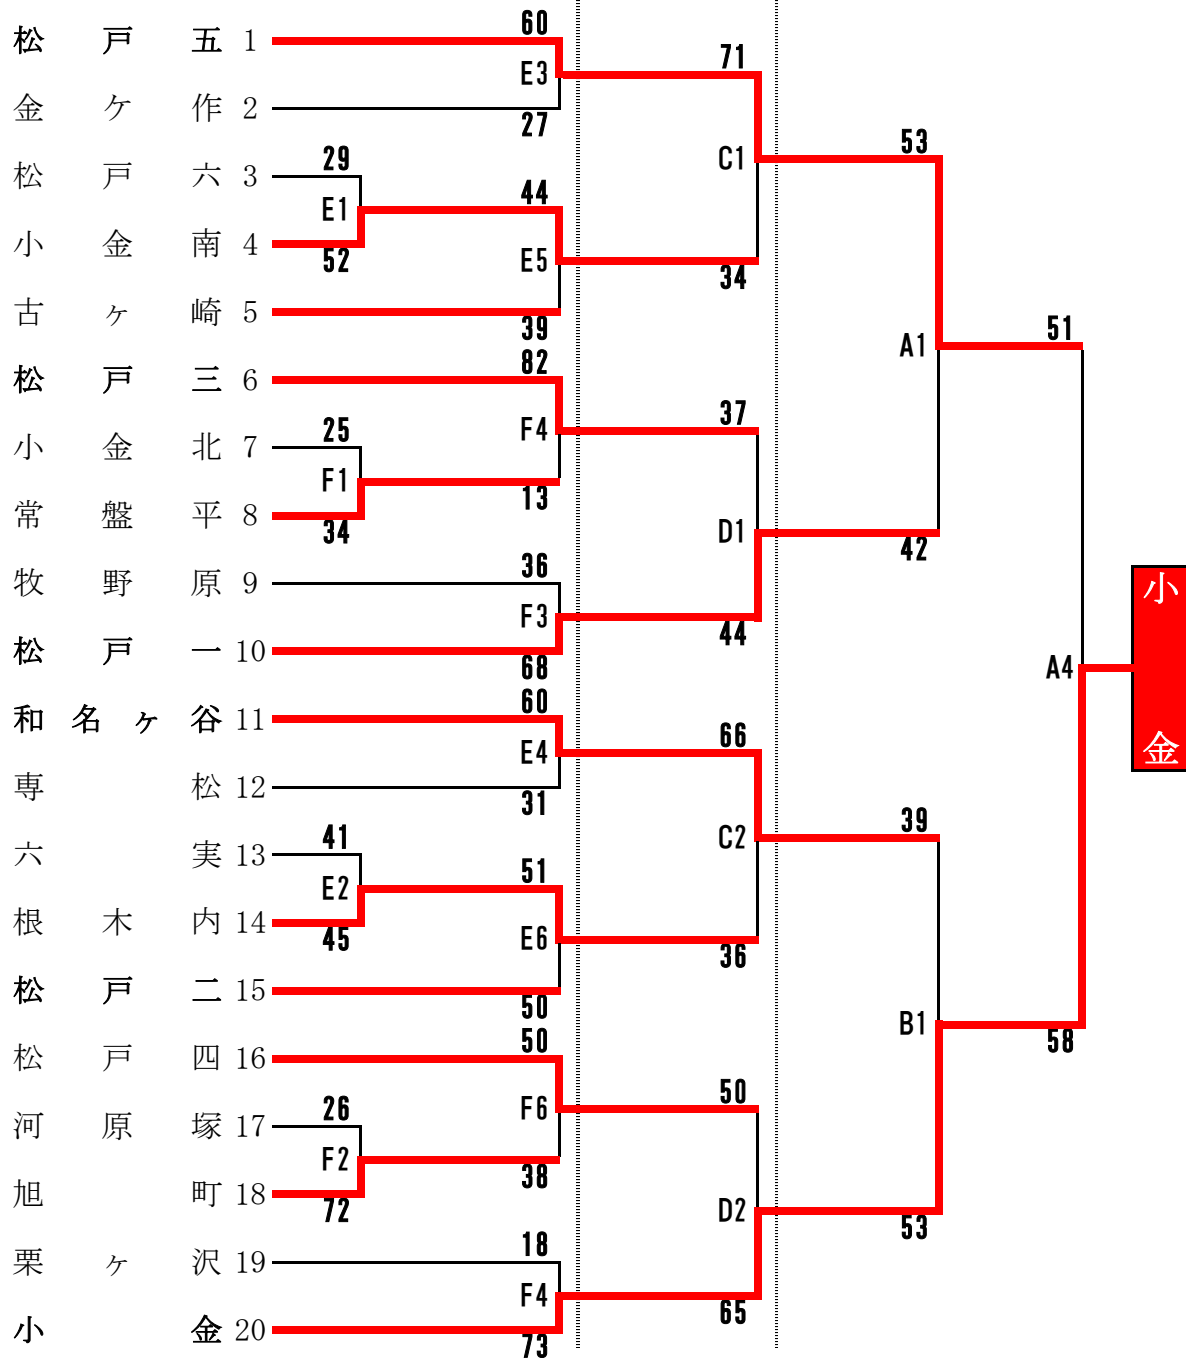 松戸五 1
60
E3
71
金ケ作 2
27
C1
53
松戸六 3
29
E1
44
小金南 4
52
E5
34
古ヶ崎 5
39
A1
51
松戸三 6
82
F4
37
小金北 7
25
F1
13
常盤平 8
34
D1
42
牧野原 9
36
F3
44
松戸一 10
68
小金
A4
和名ヶ谷 11
60
E4
66
専松 12
31
C2
39
六実 13
41
E2
51
根木内 14
45
E6
36
松戸二 15
50
B1
58
松戸四 16
50
F6
50
河原塚 17
26
F2
38
旭町 18
72
D2
53
栗ヶ沢 19
18
F4
65
小金 20
73